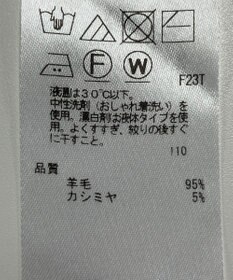 F W
F23T
液温は30℃以下。
中性洗剤(おしゃれ着洗い)を
使用。漂白剤は液体タイプを使
用。よくすすぎ、絞りの後すぐ
に干すこと。
110
品質
羊毛 95%
カシミヤ 5%